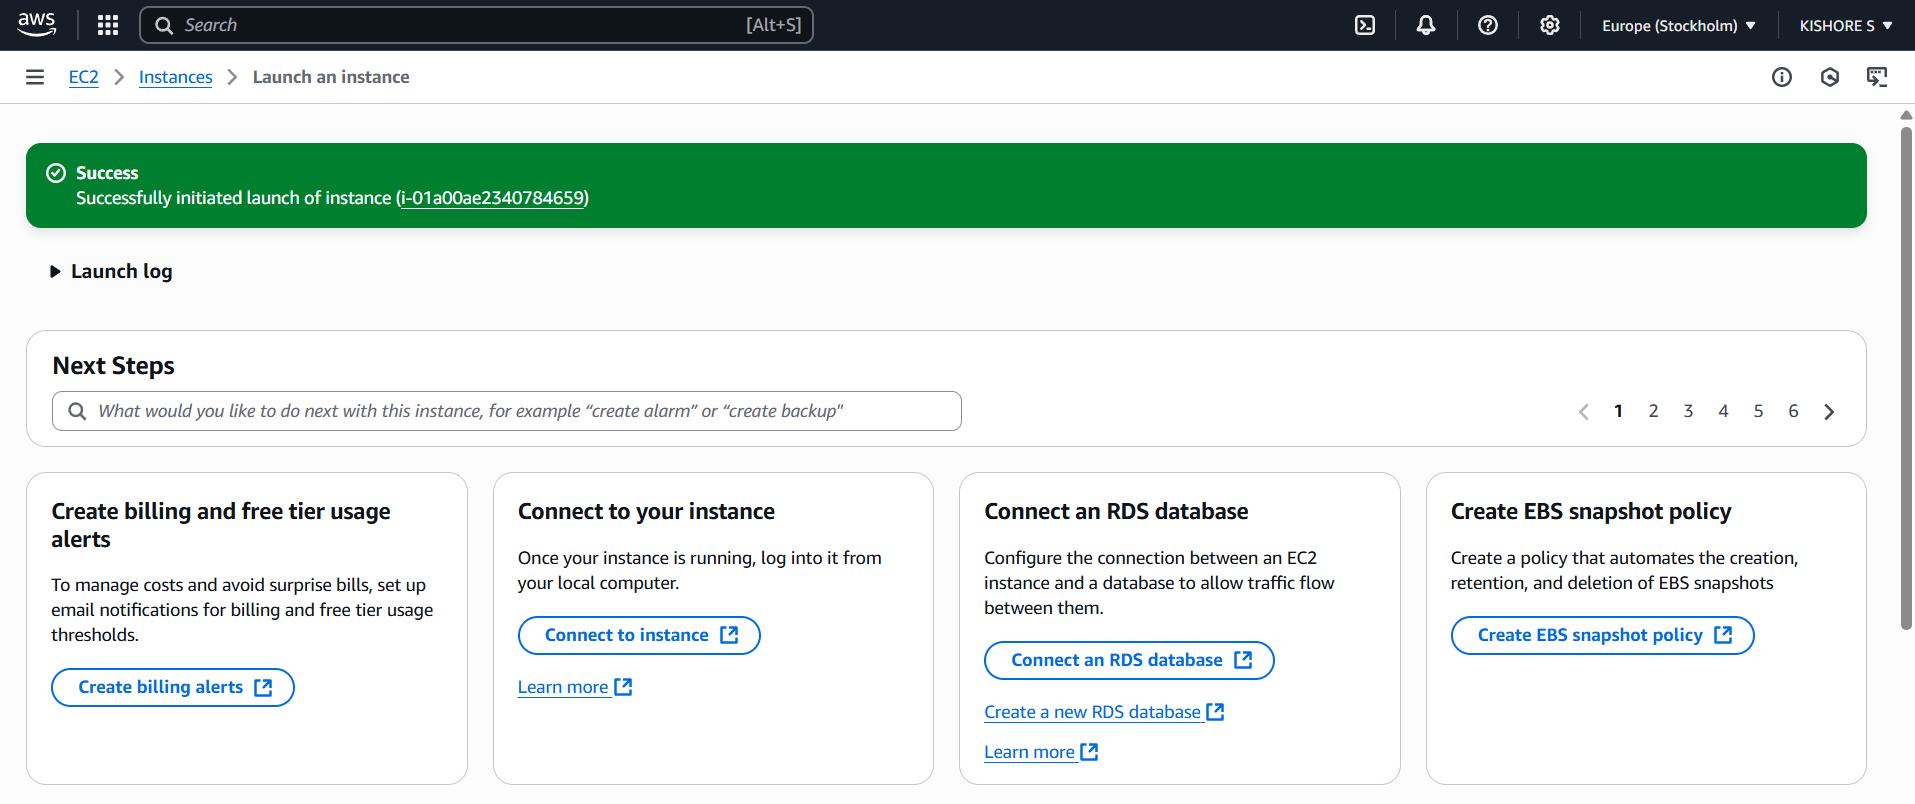 aws
Search [Alt+S]
Europe (Stockholm)
KISHORE S
EC2 Instances Launch an instance
Success
Successfully initiated launch of instance (i-01a00ae2340784659)
Launch log
Next Steps
What would you like to do next with this instance, for example “create alarm” or “create backup"
1 2 3 4 5 6
Create billing and free tier usage
alerts
To manage costs and avoid surprise bills, set up
email notifications for billing and free tier usage
thresholds.
Create billing alerts
Connect to your instance
Once your instance is running, log into it from
your local computer.
Connect to instance
Learn more
Connect an RDS database
Configure the connection between an EC2
instance and a database to allow traffic flow
between them.
Connect an RDS database
Create a new RDS database
Learn more
Create EBS snapshot policy
Create a policy that automates the creation,
retention, and deletion of EBS snapshots
Create EBS snapshot policy